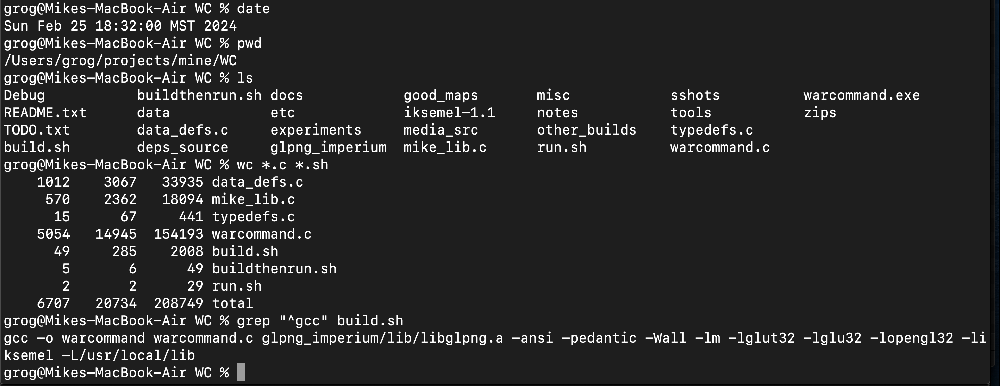 grog@Mikes-MacBook-Air WC % date
Sun Feb 25 18:32:00 MST 2024
grog@Mikes-MacBook-Air WC % pwd
/Users/grog/projects/mine/WC
grog@Mikes-MacBook-Air WC % ls
Debug           buildthenrun.sh docs            good_maps       misc            sshots          warcommand.exe
README.txt      data            etc             iksemel-1.1     notes           tools           zips
TODO.txt        data_defs.c     experiments     media_src       other_builds    typedefs.c
build.sh        deps_source     glpng_imperium  mike_lib.c      run.sh          warcommand.c
grog@Mikes-MacBook-Air WC % wc *.c *.sh
    1012    3067   33935 data_defs.c
     570    2362   18094 mike_lib.c
      15      67     441 typedefs.c
    5054   14945  154193 warcommand.c
      49     285    2008 build.sh
       5       6      49 buildthenrun.sh
       2       2      29 run.sh
    6707   20734  208749 total
grog@Mikes-MacBook-Air WC % grep "^gcc" build.sh
gcc -o warcommand warcommand.c glpng_imperium/lib/libglpng.a -ansi -pedantic -Wall -lm -lglut32 -lglu32 -lopengl32 -li
ksemel -L/usr/local/lib
grog@Mikes-MacBook-Air WC %